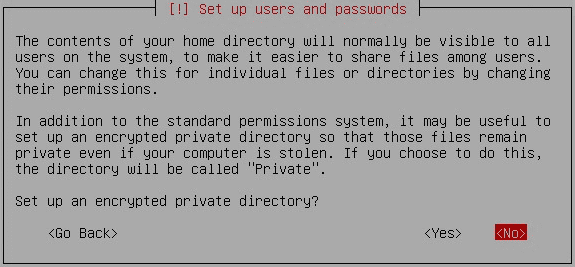 [!] Set up users and passwords
The contents of your home directory will normally be visible to all
users on the system, to make it easier to share files among users.
You can change this for individual files or directories by changing
their permissions.
In addition to the standard permissions system, it may be useful to
set up an encrypted private directory so that those files remain
private even if your computer is stolen. If you choose to do this,
the directory will be called "Private".
Set up an encrypted private directory?
<Go Back> <Yes> <No>